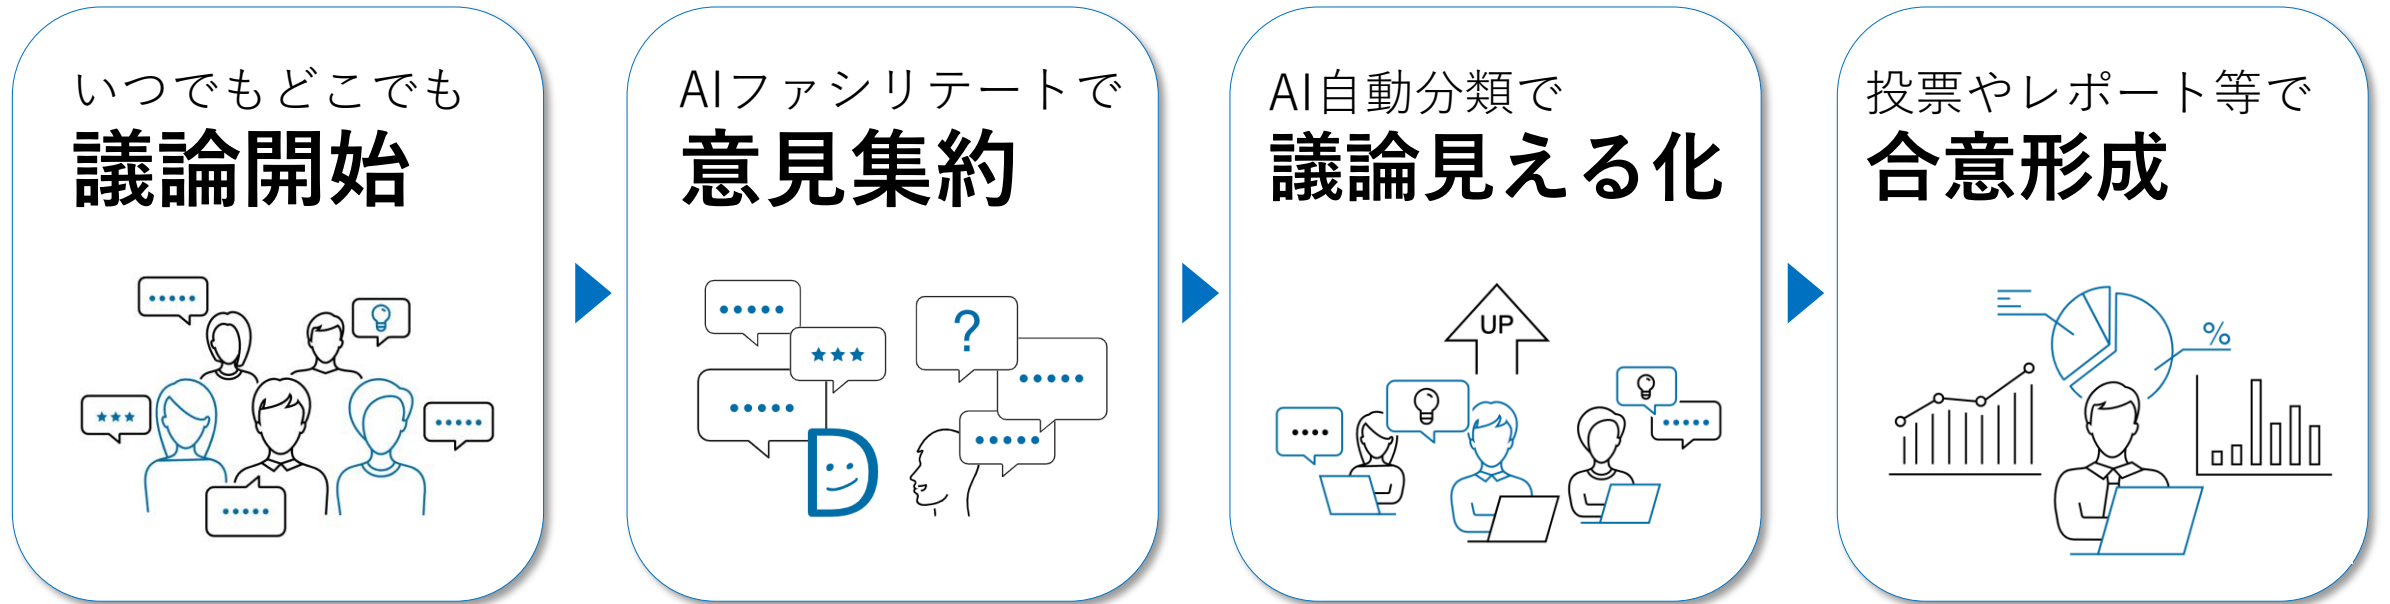 いつでもどこでも
議論開始
AIファシリテートで
意見集約
?
AI自動分類で
議論見える化
UP
投票やレポート等で
合意形成
%